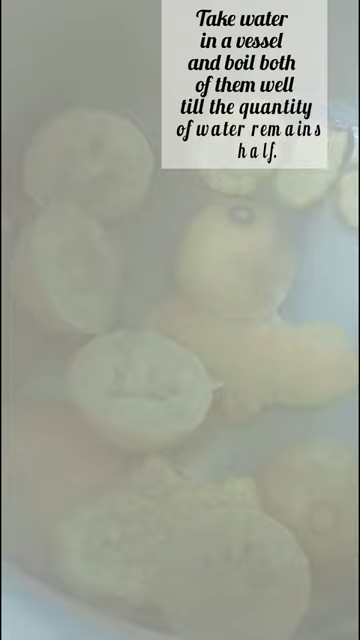 Take water
in a vessel
and boil both
of them well
till the quantity
of water remains
half.